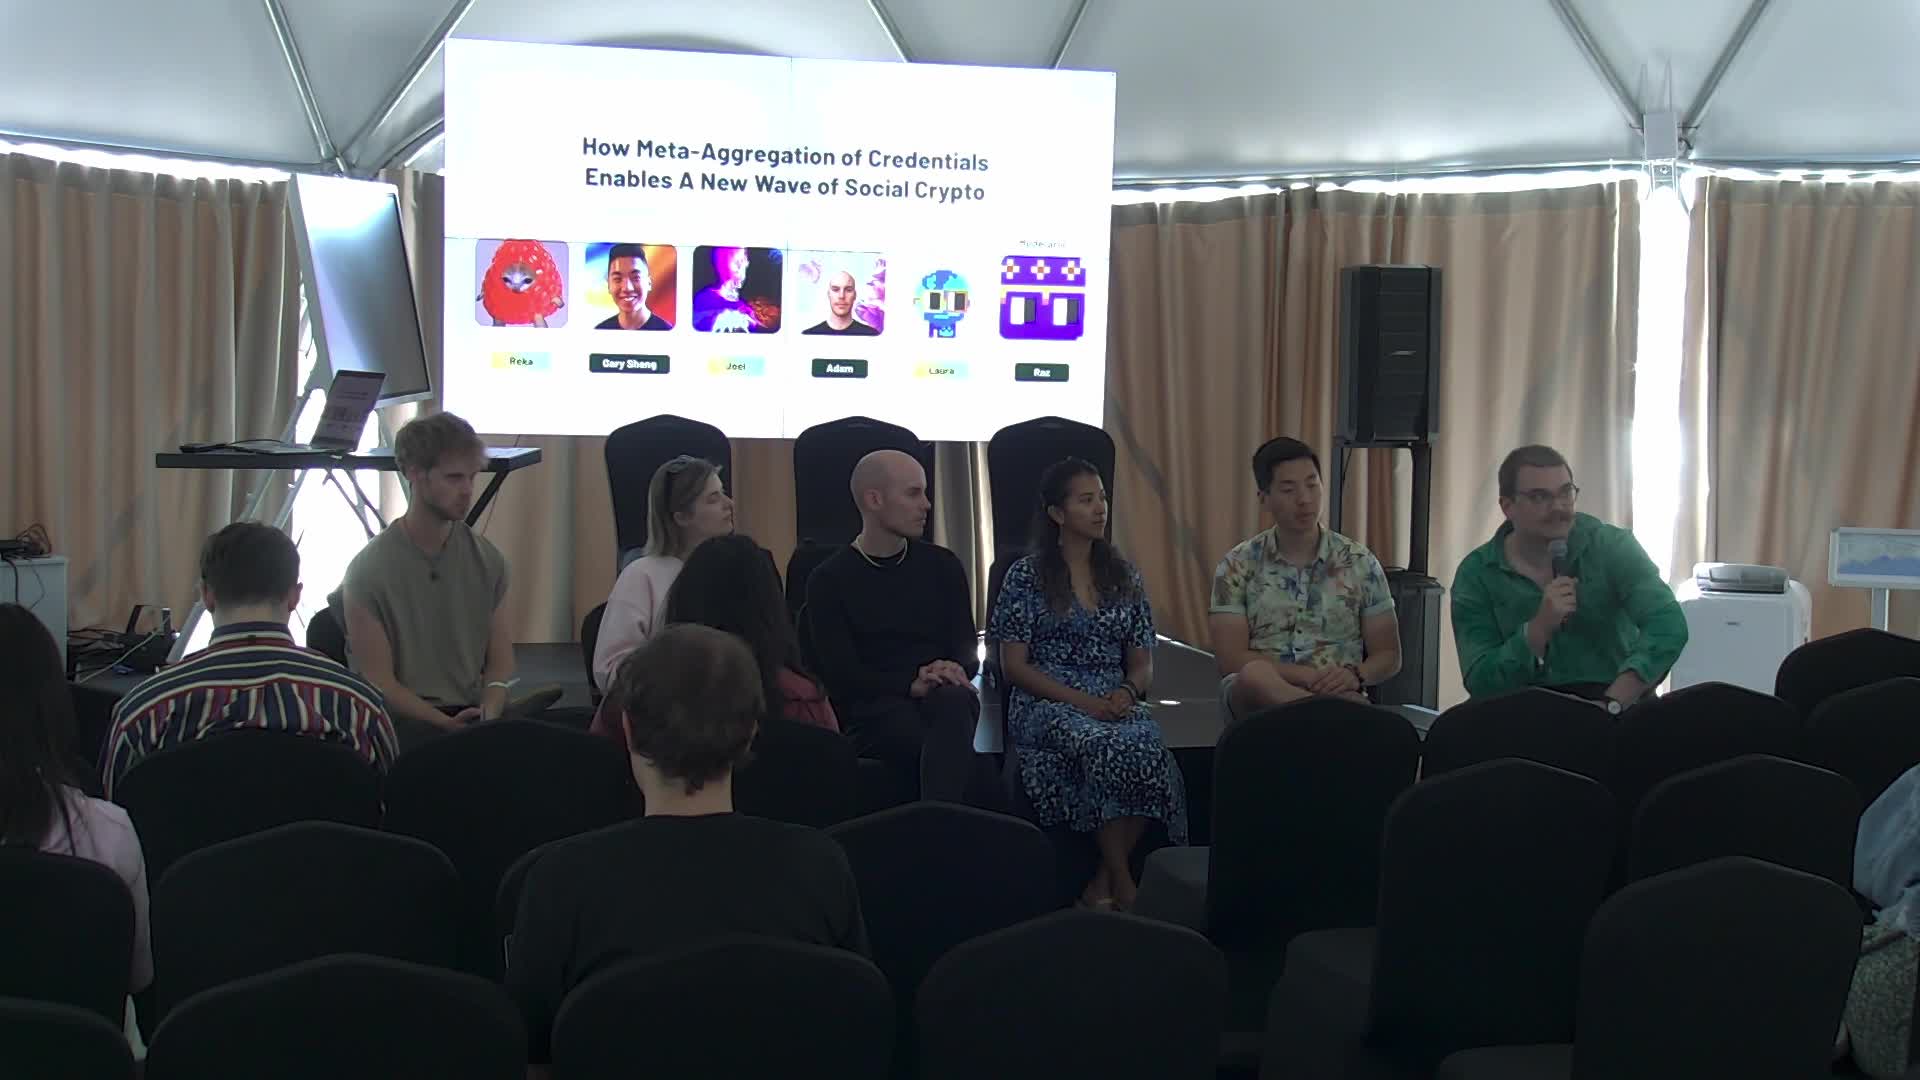 How Meta-Aggregation of Credentials
Enables A New Wave of Social Crypto
Reka
Gary Sheng
Joel
Adam
Laura
Raz